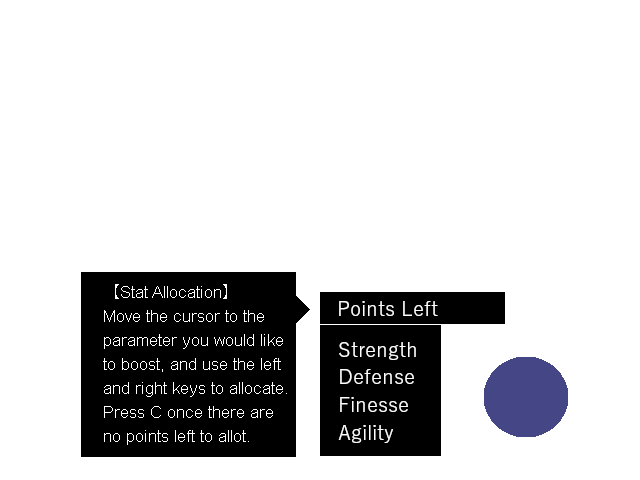 【Stat Allocation】
Move the cursor to the
parameter you would like
to boost, and use the left
and right keys to allocate.
Press C once there are
no points left to allot.
Points Left
Strength
Defense
Finesse
Agility